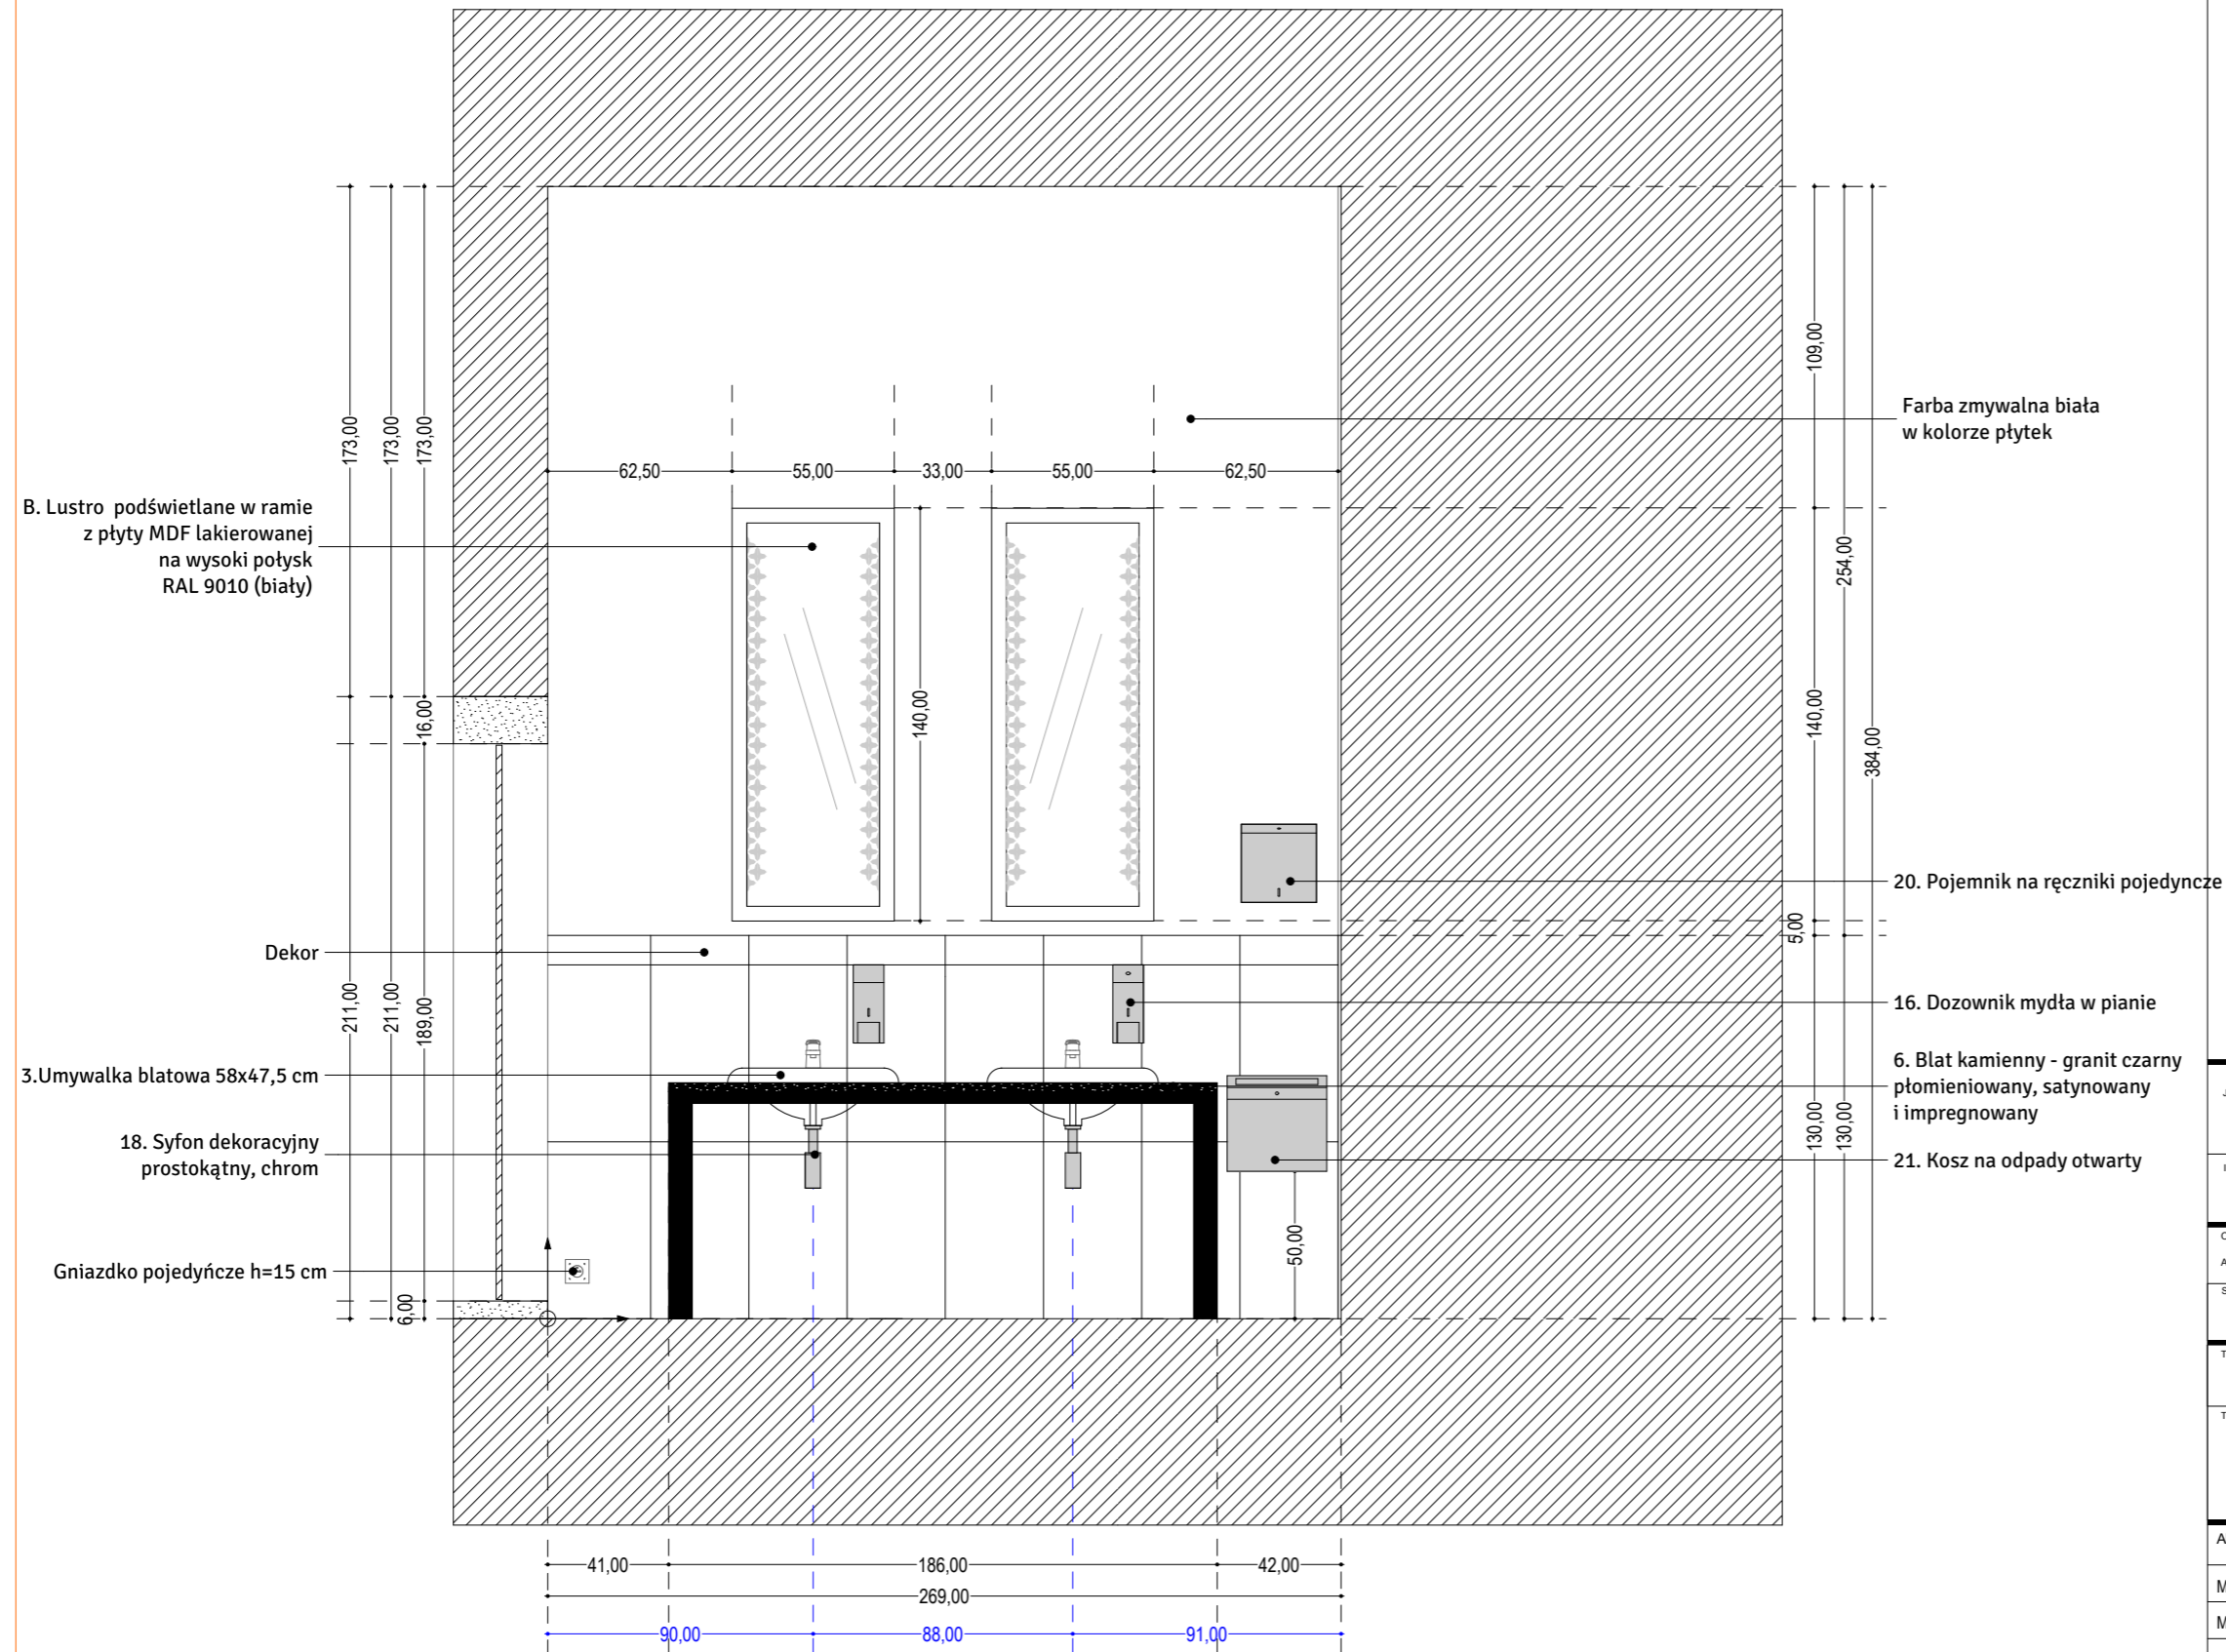 173,00
173,00
173,00
109,00
Farba zmywalna biała
w kolorze płytek
62,50
55,00
33,00
55,00
62,50
B. Lustro podświetlane w ramie
z płyty MDF lakierowanej
na wysoki połysk
RAL 9010 (biały)
254,00
16,00
140,00
140,00
384,00
20. Pojemnik na ręczniki pojedyncze
5,00
Dekor
211,00
211,00
189,00
16. Dozownik mydła w pianie
3.Umywalka blatowa 58x47,5 cm
6. Blat kamienny - granit czarny
płomieniowany, satynowany
i impregnowany
130,00
130,00
18. Syfon dekoracyjny
prostokątny, chrom
21. Kosz na odpady otwarty
50,00
Gniazdko pojedyńcze h=15 cm
6,00
41,00
186,00
42,00
269,00
90,00
88,00
91,00
J
I
C
A
S
T
T
A
M
M